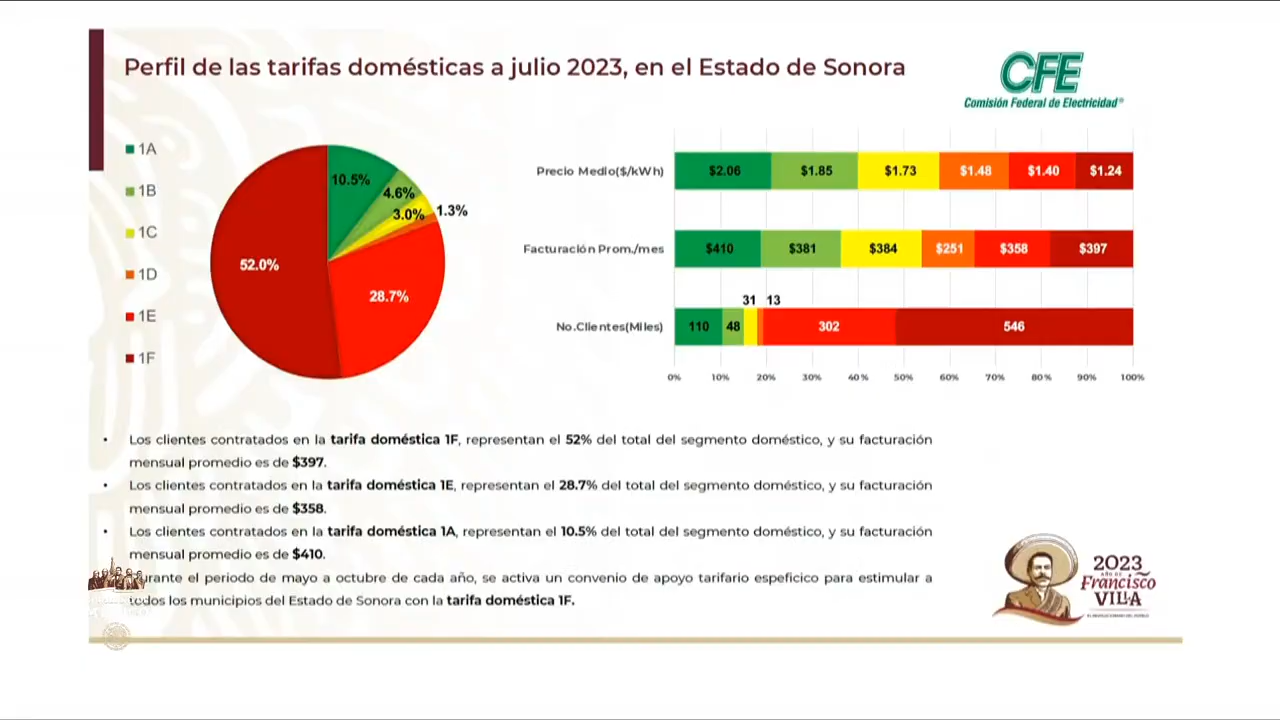 Perfil de las tarifas domésticas a julio 2023, en el Estado de Sonora
CFE
Comisión Federal de Electricidad®
1A
1B
1C
1D
1E
1F
10.5%
4.6%
3.0%
1.3%
28.7%
52.0%
Precio Medio($/kWh)
$2.06 $1.85 $1.73 $1.48 $1.40 $1.24
Facturación Prom./mes
$410 $381 $384 $251 $358 $397
31 13
No.Clientes(Miles)
110 48 302 546
0% 10% 20% 30% 40% 50% 60% 70% 80% 90% 100%
• Los clientes contratados en la tarifa doméstica 1F, representan el 52% del total del segmento doméstico, y su facturación
mensual promedio es de $397.
• Los clientes contratados en la tarifa doméstica 1E, representan el 28.7% del total del segmento doméstico, y su facturación
mensual promedio es de $358.
• Los clientes contratados en la tarifa doméstica 1A, representan el 10.5% del total del segmento doméstico, y su facturación
mensual promedio es de $410.
urante el periodo de mayo a octubre de cada año, se activa un convenio de apoyo tarifario espeficico para estimular a
todos los municipios del Estado de Sonora con la tarifa doméstica 1F.
2023
AÑO DE
Francisco
VILLA